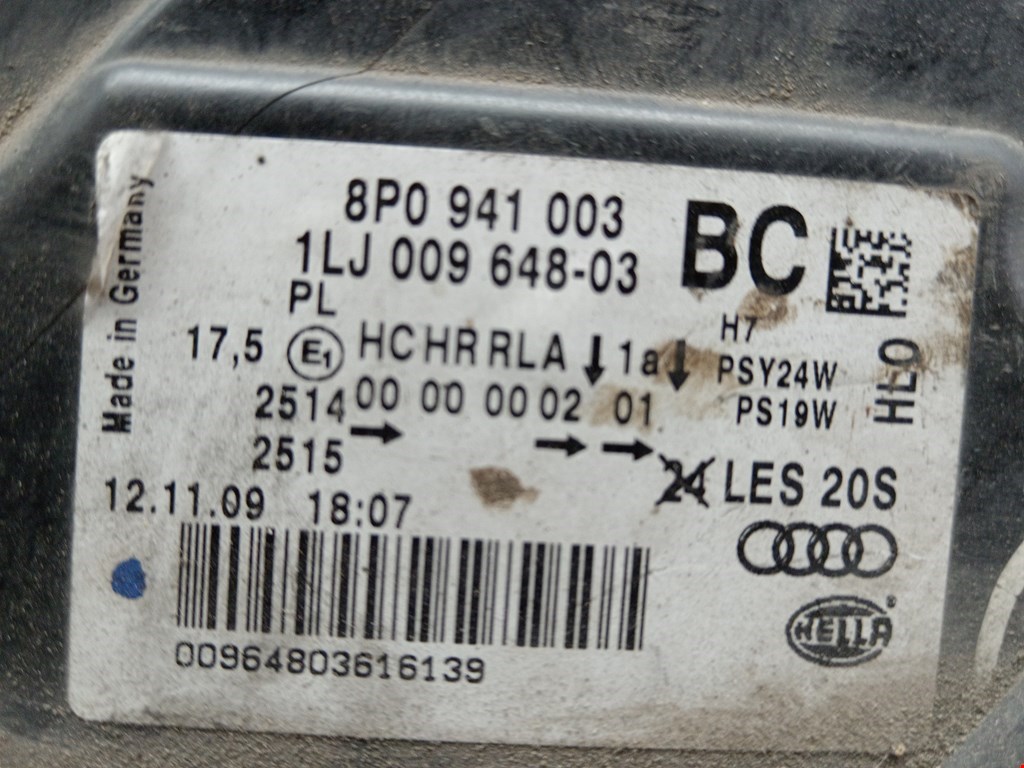 8P0 941 003 BC
1LJ 009 648-03
PL
H7
17,5 E1 HC HR RL A ↓ 1a ↓ PSY24W
2514 00 00 00 02 01 PS19W
2515 → → →
24 LES 20S
12.11.09 18:07
00964803616139
HELLA®
Made in Germany
HLO